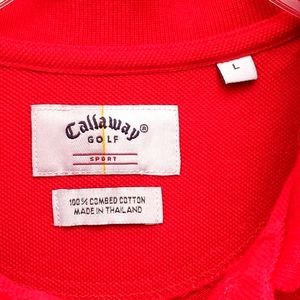 L
Callaway®
GOLF
SPORT
100% COMBED COTTON
MADE IN THAILAND